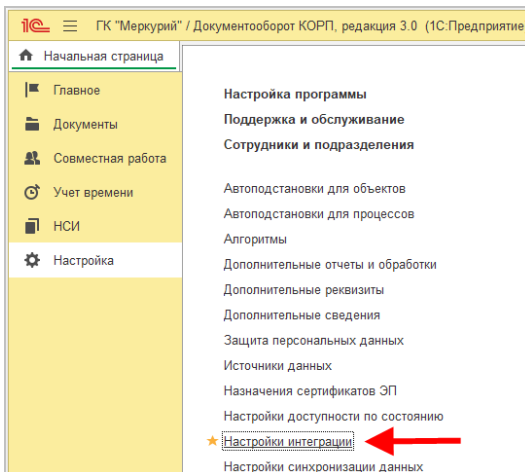 1С ГК "Меркурий" / Документооборот КОРП, редакция 3.0 (1С:Предприятие
Начальная страница
Главное
Документы
Совместная работа
Учет времени
НСИ
Настройка
Настройка программы
Поддержка и обслуживание
Сотрудники и подразделения
Автоподстановки для объектов
Автоподстановки для процессов
Алгоритмы
Дополнительные отчеты и обработки
Дополнительные реквизиты
Дополнительные сведения
Защита персональных данных
Источники данных
Назначения сертификатов ЭП
Настройки доступности по состоянию
Настройки интеграции
Настройки синхронизации данных